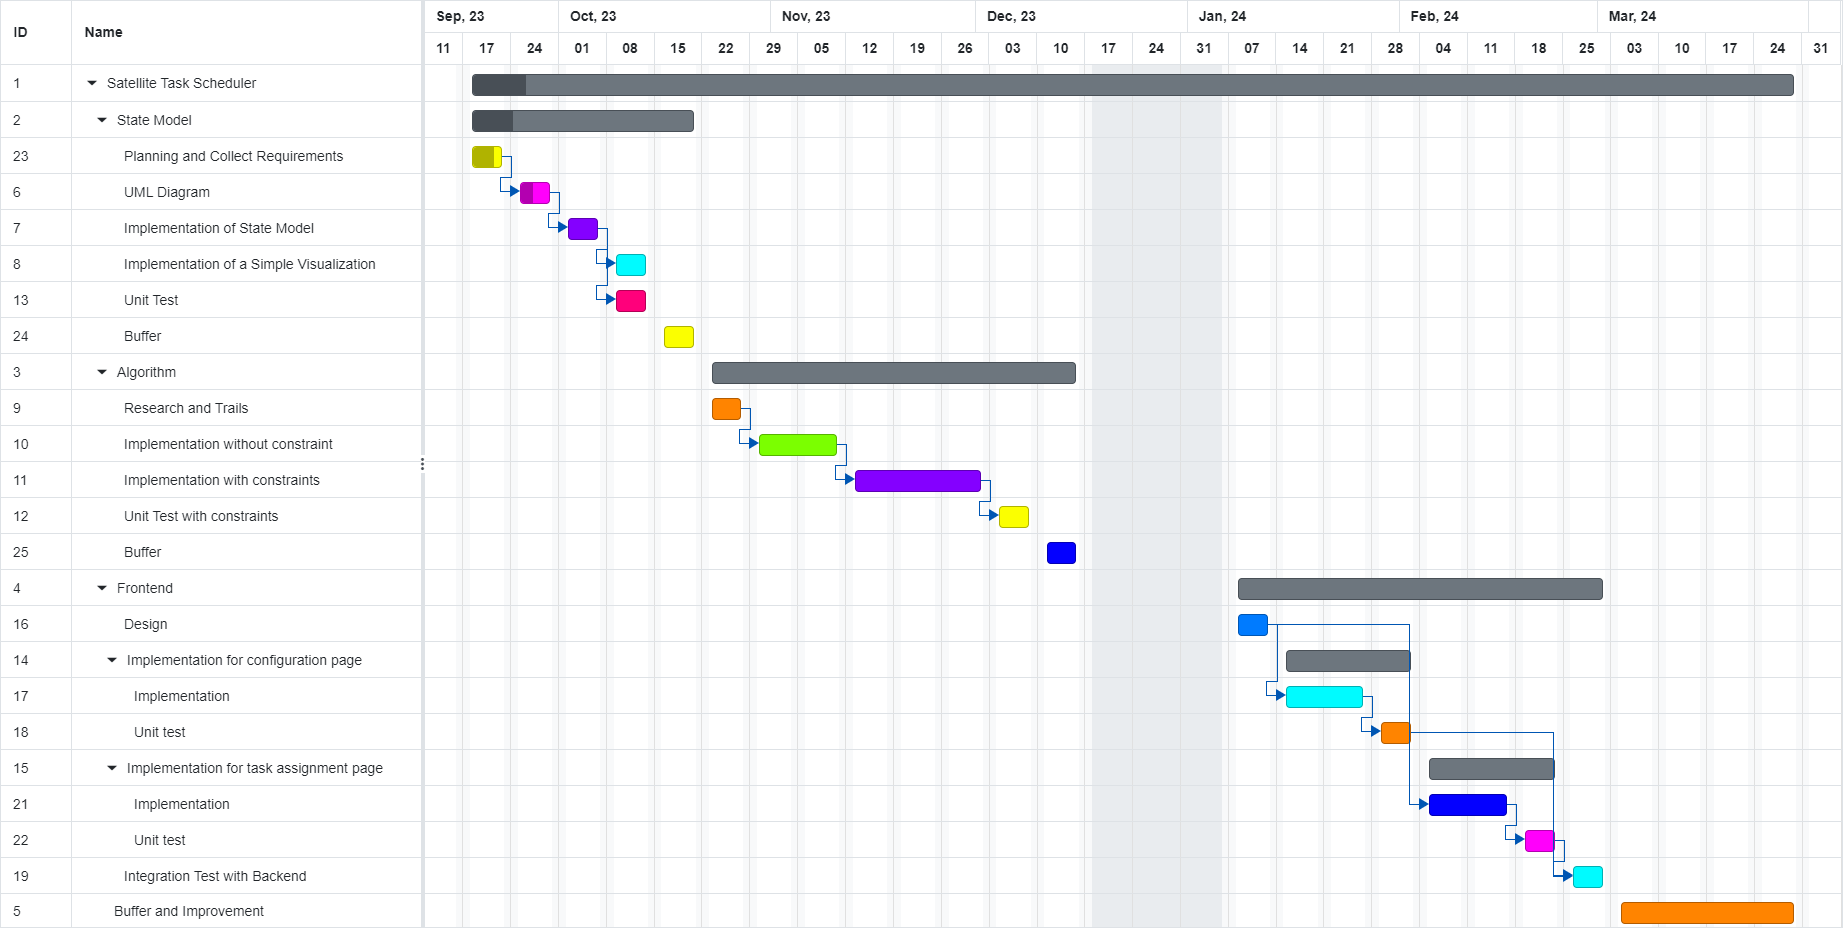 ID Name Sep, 23 Oct, 23 Nov, 23 Dec, 23 Jan, 24 Feb, 24 Mar, 24
11 17 24 01 08 15 22 29 05 12 19 26 03 10 17 24 31 07 14 21 28 04 11 18 25 03 10 17 24 31
1 Satellite Task Scheduler
2 State Model
23 Planning and Collect Requirements
6 UML Diagram
7 Implementation of State Model
8 Implementation of a Simple Visualization
13 Unit Test
24 Buffer
3 Algorithm
9 Research and Trails
10 Implementation without constraint
11 Implementation with constraints
12 Unit Test with constraints
25 Buffer
4 Frontend
16 Design
14 Implementation for configuration page
17 Implementation
18 Unit test
15 Implementation for task assignment page
21 Implementation
22 Unit test
19 Integration Test with Backend
5 Buffer and Improvement